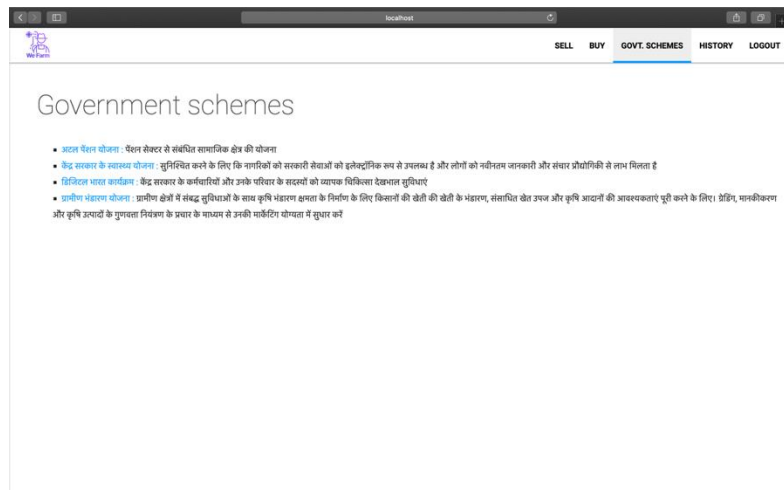 localhost
We Farm
SELL BUY GOVT. SCHEMES HISTORY LOGOUT
Government schemes
अटल पेंशन योजना : पेंशन सेक्टर से संबंधित सामाजिक क्षेत्र की योजना
केंद्र सरकार के स्वास्थ्य योजना : सुनिश्चित करने के लिए कि नागरिकों को सरकारी सेवाओं को इलेक्ट्रॉनिक रूप से उपलब्ध है और लोगों को नवीनतम जानकारी और संचार प्रौद्योगिकी से लाभ मिलता है
डिजिटल भारत कार्यक्रम : केंद्र सरकार के कर्मचारियों और उनके परिवार के सदस्यों को व्यापक चिकित्सा देखभाल सुविधाएं
ग्रामीण भंडारण योजना : ग्रामीण क्षेत्रों में संबद्ध सुविधाओं के साथ कृषि भंडारण क्षमता के निर्माण के लिए किसानों की खेती की खेती के भंडारण, संसाधित खेत उपज और कृषि आदानों की आवश्यकताएं पूरी करने के लिए। ग्रेडिंग, मानकीकरण
और कृषि उत्पादों के गुणवत्ता नियंत्रण के प्रचार के माध्यम से उनकी मार्केटिंग योग्यता में सुधार करें